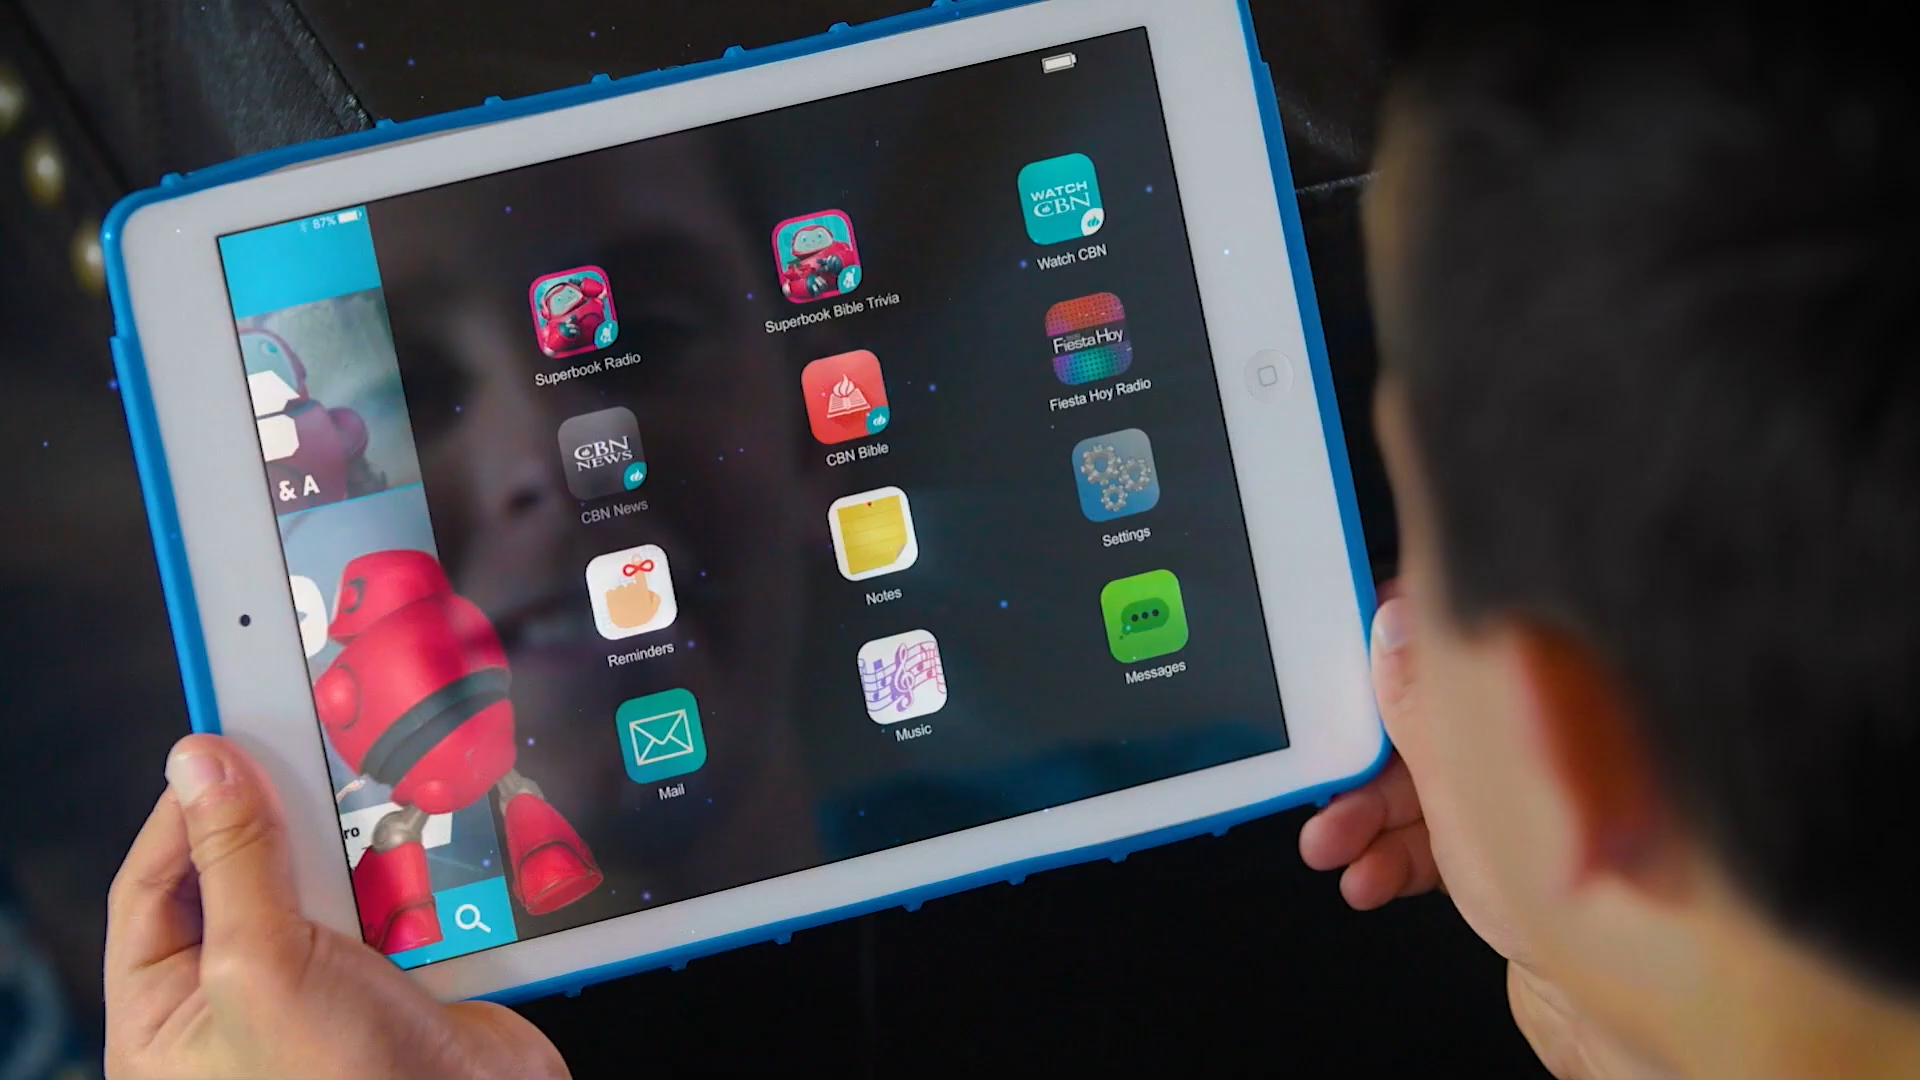 87%
& A
ro
Superbook Radio
Superbook Bible Trivia
WATCH
CBN
Watch CBN
CBN
NEWS
CBN News
CBN Bible
Fiesta Hoy
Fiesta Hoy Radio
Reminders
Notes
Settings
Mail
Music
Messages